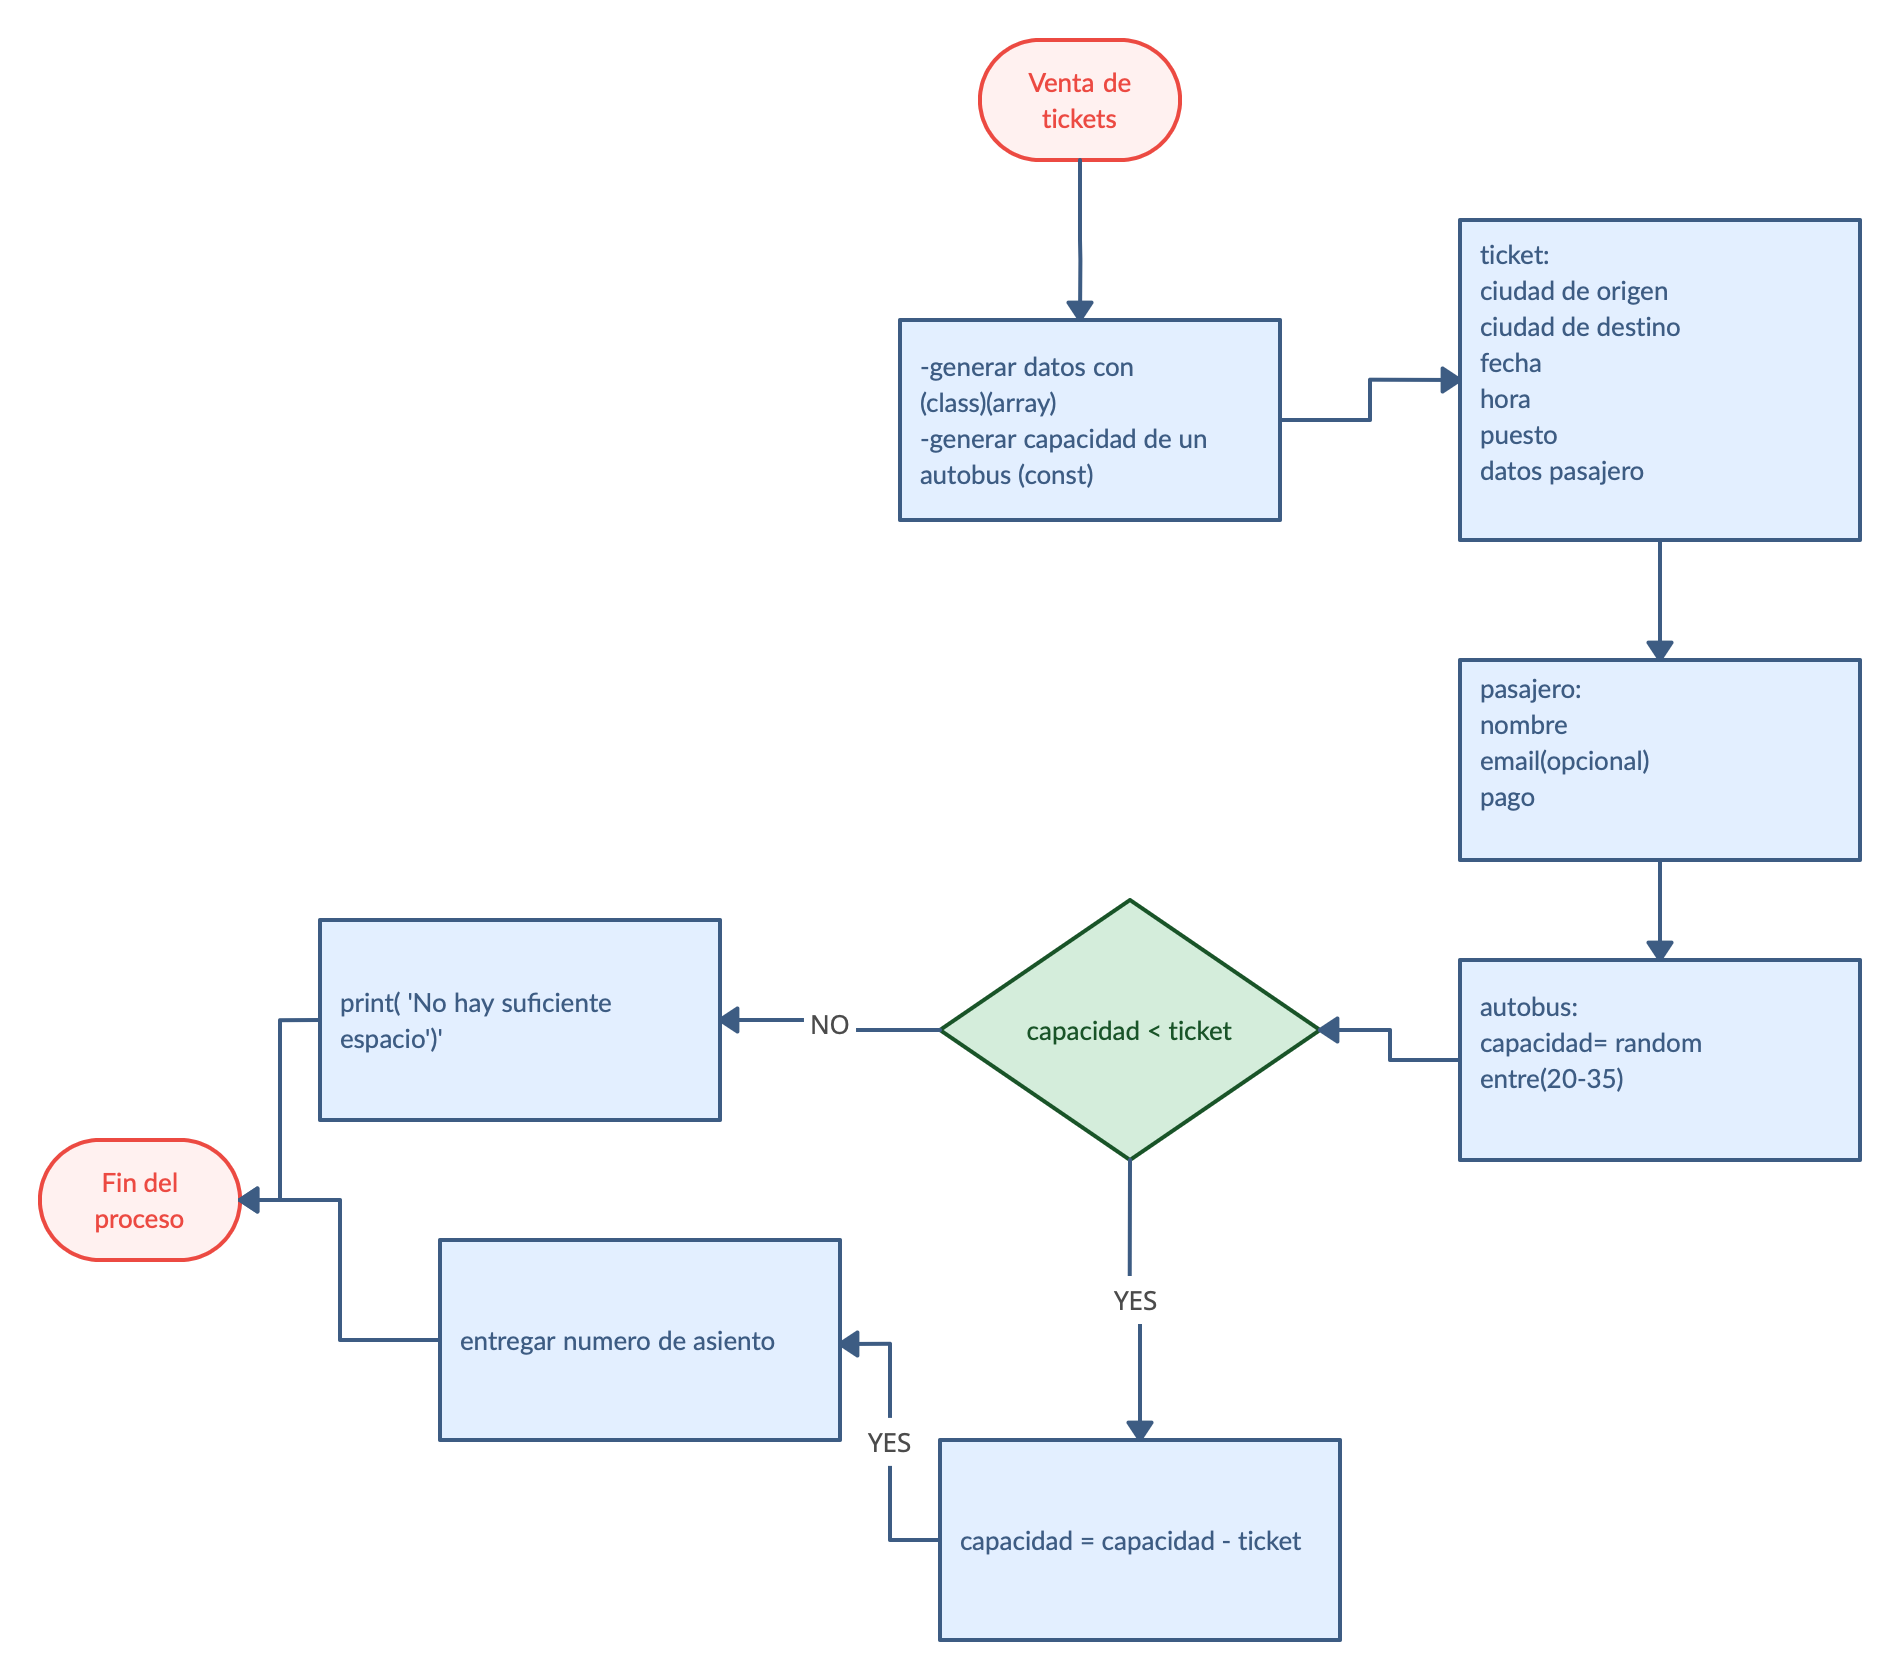 Venta de
tickets
-generar datos con
(class)(array)
-generar capacidad de un
autobus (const)
ticket:
ciudad de origen
ciudad de destino
fecha
hora
puesto
datos pasajero
pasajero:
nombre
email(opcional)
pago
autobus:
capacidad= random
entre(20-35)
capacidad < ticket
NO
print( 'No hay suficiente
espacio')'
YES
capacidad = capacidad - ticket
YES
entregar numero de asiento
Fin del
proceso